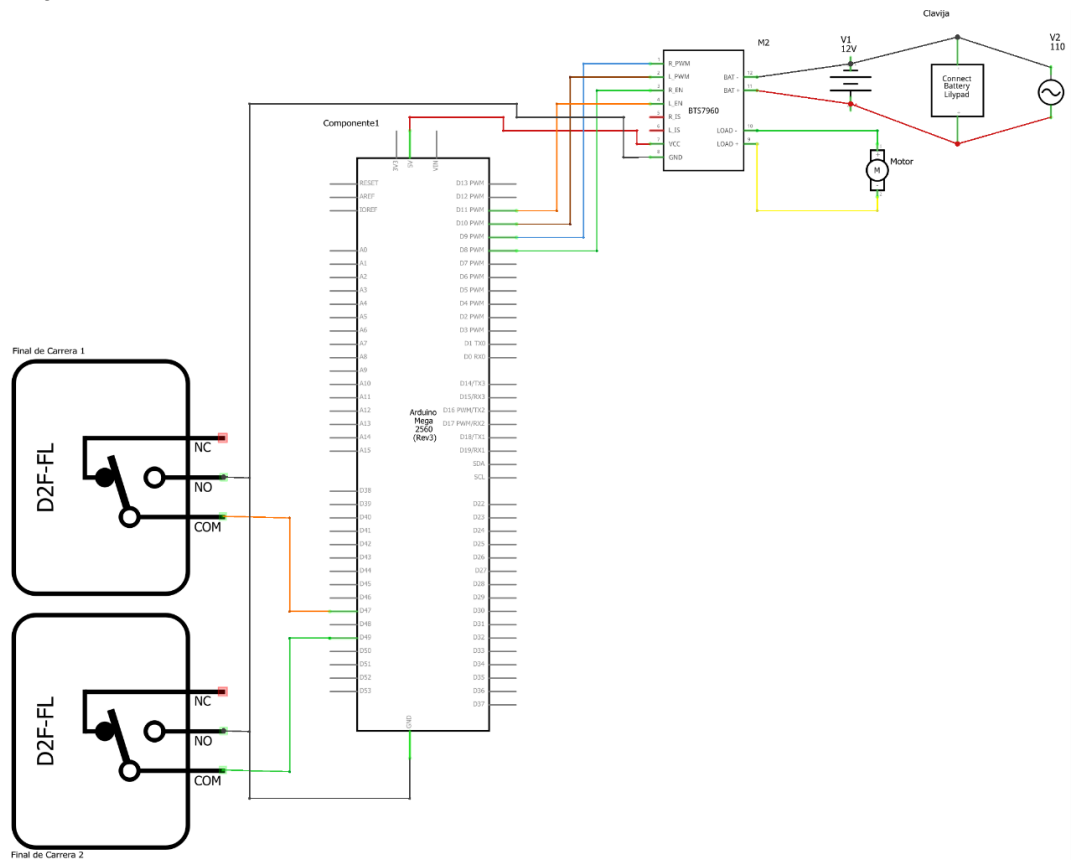 Clavija
M2
V1
12V
V2
110
R_PWM
L_PWM
R_EN
L_EN
R_IS
L_IS
VCC
GND
BTS7960
BAT -
BAT +
LOAD -
LOAD +
12
11
10
9
Connect
Battery
Lilypad
M
Motor
Componente1
3V3
5V
VIN
RESET
AREF
IOREF
A0
A1
A2
A3
A4
A5
A6
A7
A8
A9
A10
A11
A12
A13
A14
A15
D38
D39
D40
D41
D42
D43
D44
D45
D46
D47
D48
D49
D50
D51
D52
D53
Arduino
Mega
2560
(Rev3)
D13 PWM
D12 PWM
D11 PWM
D10 PWM
D9 PWM
D8 PWM
D7 PWM
D6 PWM
D5 PWM
D4 PWM
D2 PWM
D3 PWM
D1 TX0
D0 RX0
D14/TX3
D15/RX3
D16 PWM/TX2
D17 PWM/RX2
D18/TX1
D19/RX1
SDA
SCL
D22
D23
D24
D25
D26
D27
D28
D29
D30
D31
D32
D33
D34
D35
D36
D37
GND
Final de Carrera 1
D2F-FL
NC
NO
COM
D2F-FL
NC
NO
COM
Final de Carrera 2